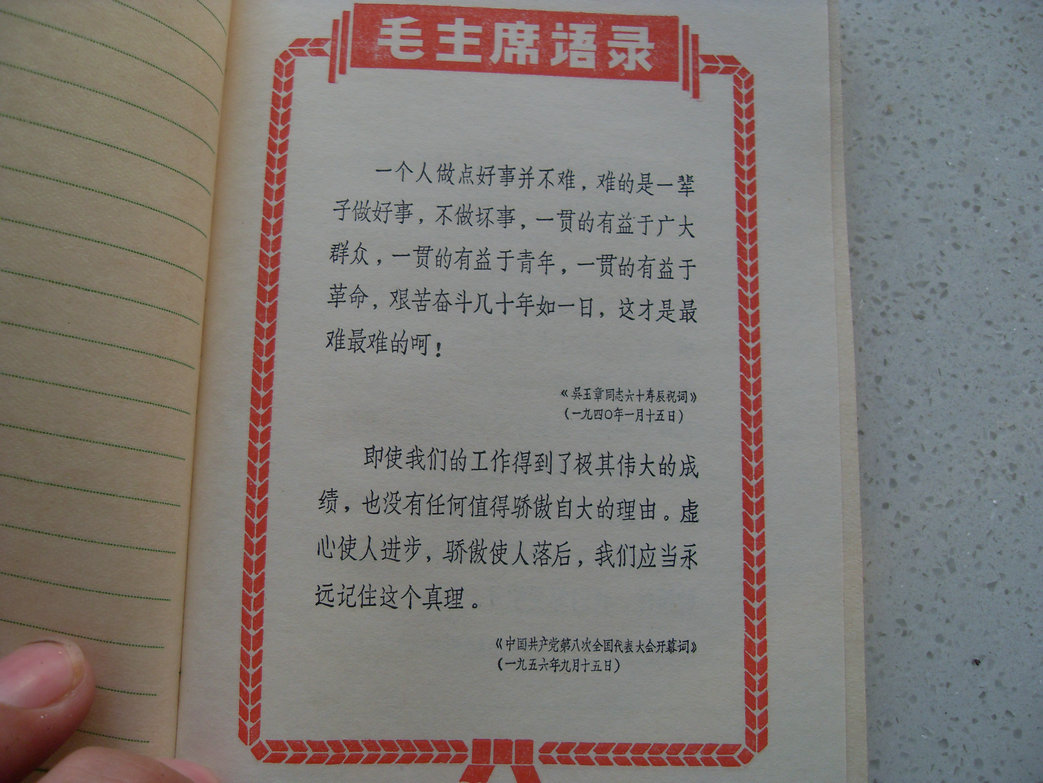 毛主席语录
一个人做点好事并不难，难的是一辈
子做好事，不做坏事，一贯的有益于广大
群众，一贯的有益于青年，一贯的有益于
革命，艰苦奋斗几十年如一日，这才是最
难最难的呵！
《吴玉章同志六十寿辰祝词》
（一九四〇年一月十五日）
即使我们的工作得到了极其伟大的成
绩，也没有任何值得骄傲自大的理由。虚
心使人进步，骄傲使人落后，我们应当永
远记住这个真理。
《中国共产党第八次全国代表大会开幕词》
（一九五六年九月十五日）